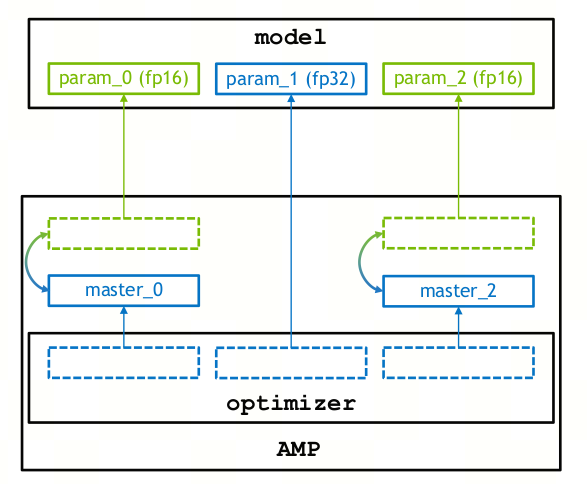 model
param_0 (fp16)
param_1 (fp32)
param_2 (fp16)
master_0
master_2
optimizer
AMP